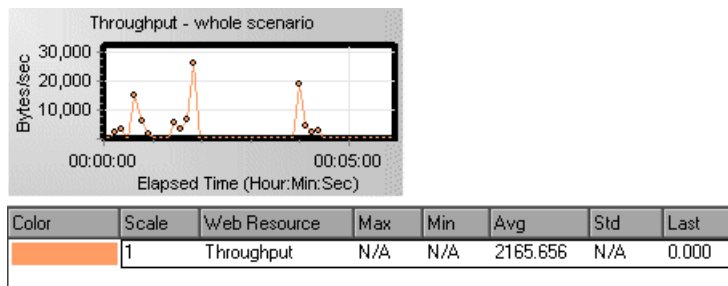 Throughput - whole scenario
30,000
20,000
10,000
Bytes/sec
00:00:00 00:05:00
Elapsed Time (Hour:Min:Sec)
Color Scale Web Resource Max Min Avg Std Last
1 Throughput N/A N/A 2165.656 N/A 0.000